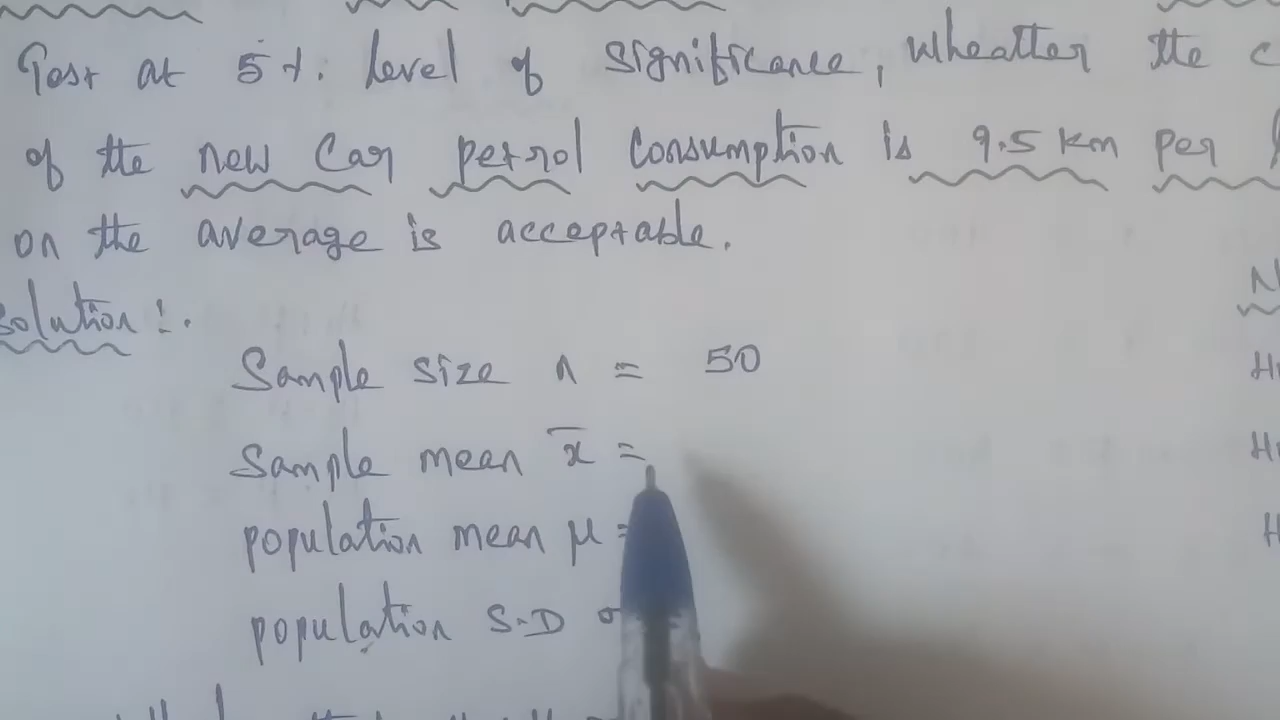 Test at 5%. level of significance, wheatter the c
of the new car petrol consumption is 9.5 km per l
on the average is acceptable.
solution :.
Sample size n = 50
Sample mean x̄ =
population mean μ =
population S.D σ
N
H
H
H